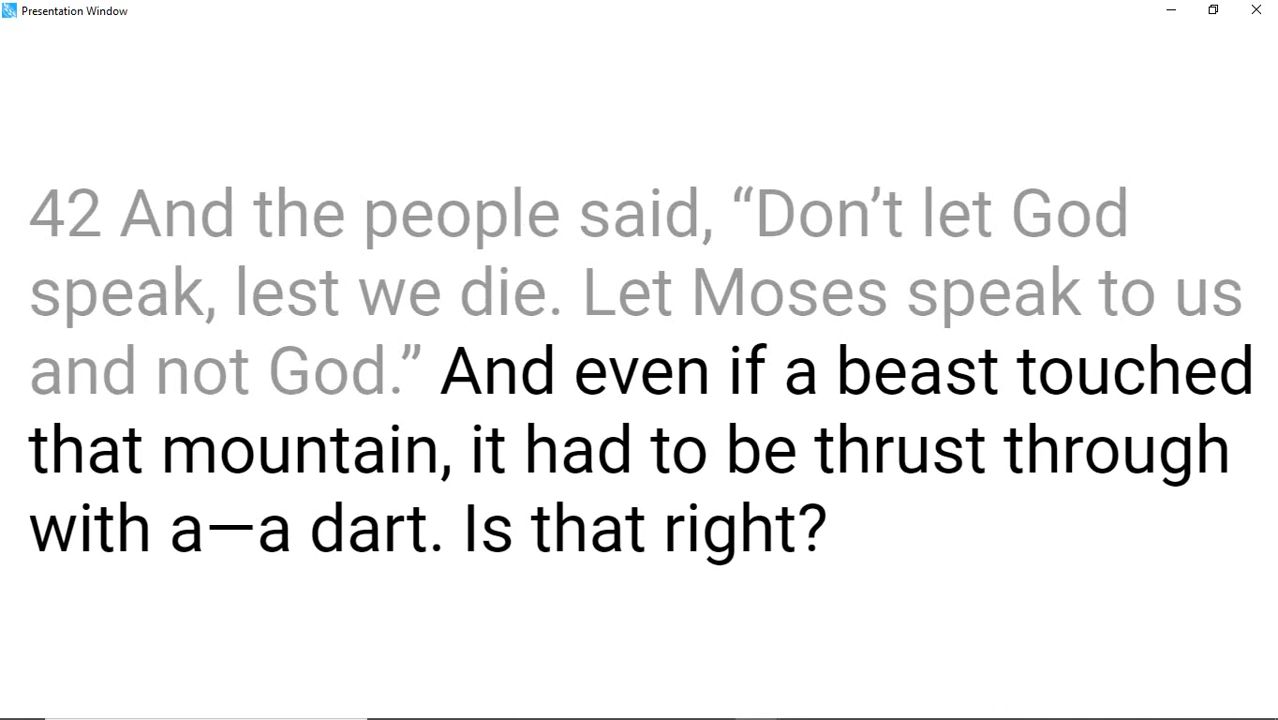 Presentation Window
42 And the people said, “Don’t let God
speak, lest we die. Let Moses speak to us
and not God.” And even if a beast touched
that mountain, it had to be thrust through
with a—a dart. Is that right?